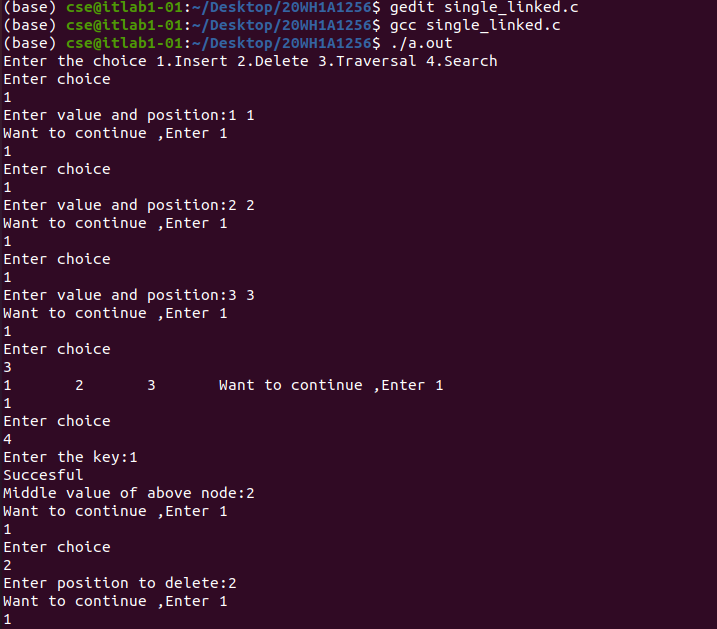 (base) cse@itlab1-01:~/Desktop/20WH1A1256$ gedit single_linked.c
(base) cse@itlab1-01:~/Desktop/20WH1A1256$ gcc single_linked.c
(base) cse@itlab1-01:~/Desktop/20WH1A1256$ ./a.out
Enter the choice 1.Insert 2.Delete 3.Traversal 4.Search
Enter choice
1
Enter value and position:1 1
Want to continue ,Enter 1
1
Enter choice
1
Enter value and position:2 2
Want to continue ,Enter 1
1
Enter choice
1
Enter value and position:3 3
Want to continue ,Enter 1
1
Enter choice
3
1       2       3       Want to continue ,Enter 1
1
Enter choice
4
Enter the key:1
Succesful
Middle value of above node:2
Want to continue ,Enter 1
1
Enter choice
2
Enter position to delete:2
Want to continue ,Enter 1
1